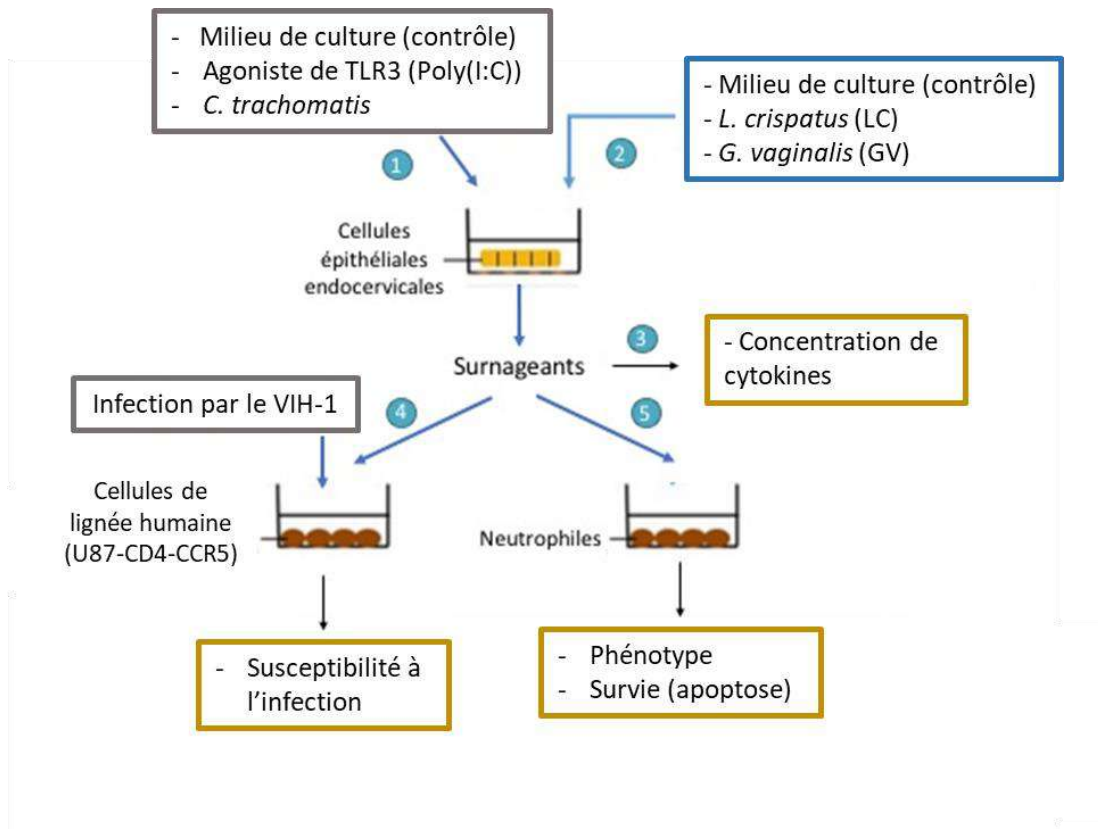 - Milieu de culture (contrôle)
- Agoniste de TLR3 (Poly(I:C))
- C. trachomatis
- Milieu de culture (contrôle)
- L. crispatus (LC)
- G. vaginalis (GV)
1
2
Cellules
épithéliales
endocervicales
Surnageants
3
- Concentration de
cytokines
Infection par le VIH-1
4
5
Cellules de
lignée humaine
(U87-CD4-CCR5)
Neutrophiles
- Susceptibilité à
l’infection
- Phénotype
- Survie (apoptose)